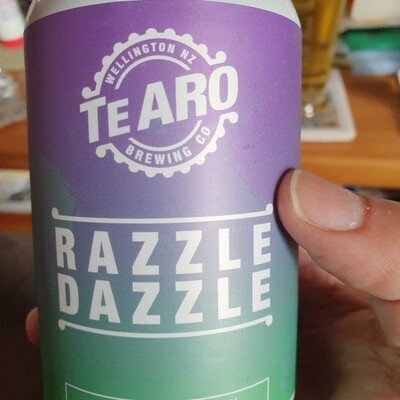 WELLINGTON NZ
TE ARO
BREWING CO
RAZZLE
DAZZLE